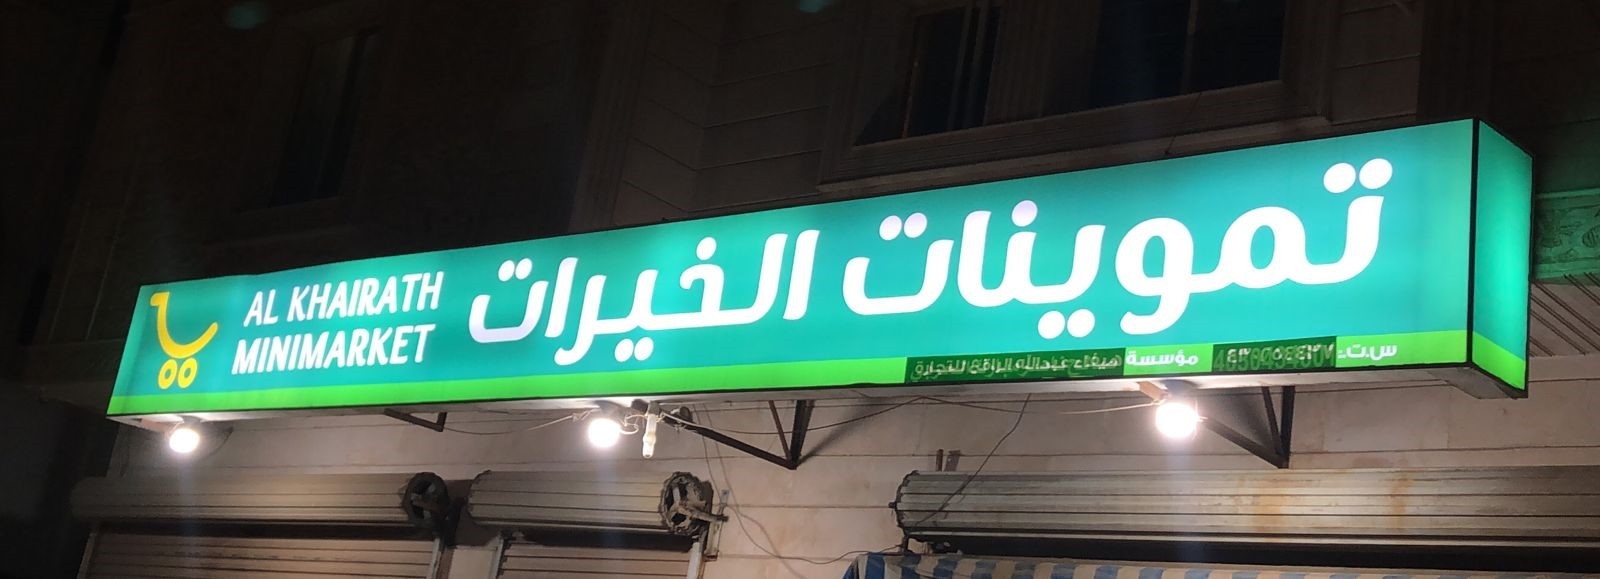 تموينات الخيرات
AL KHAIRATH
MINIMARKET
س.ت-
مؤسسة